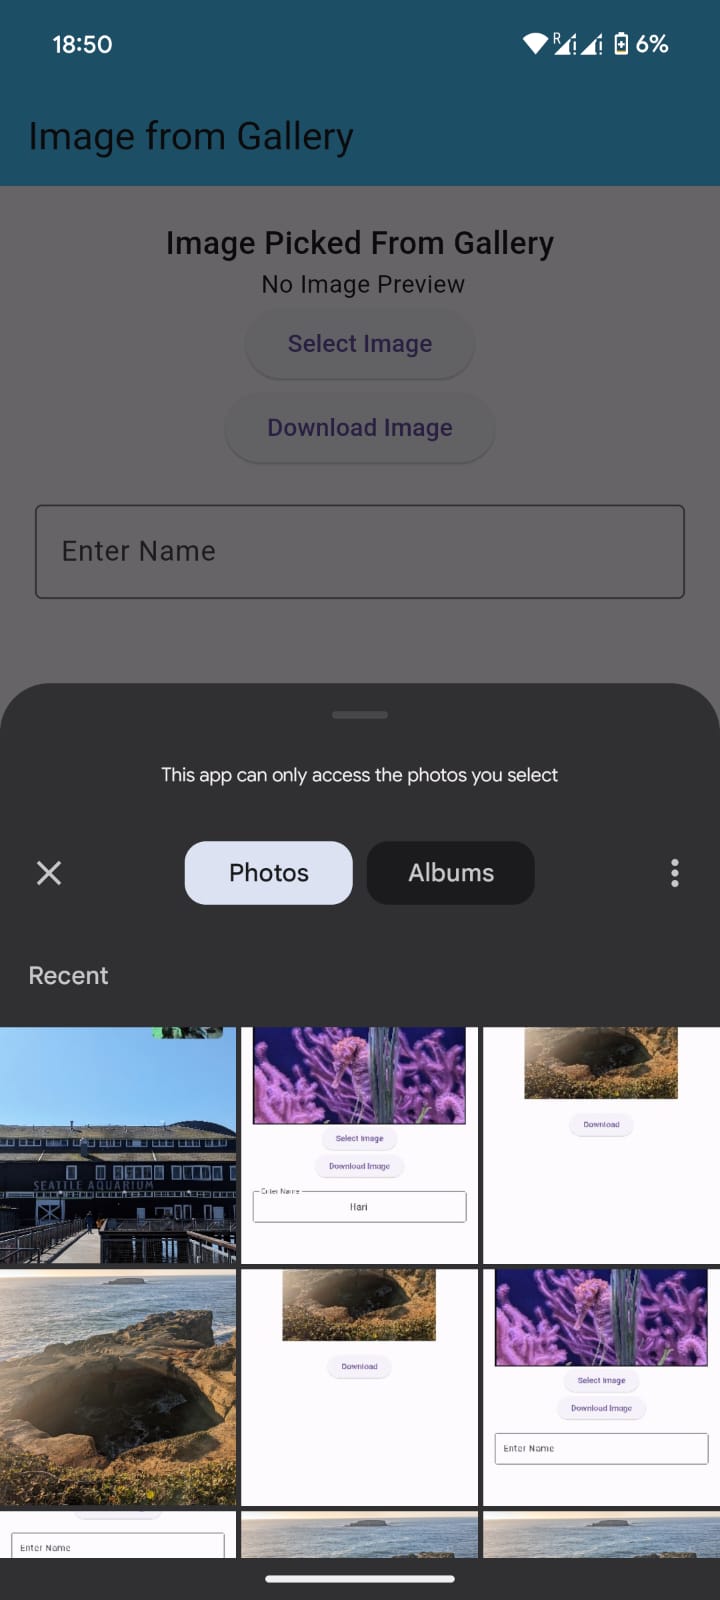 18:50
R
6%
Image from Gallery
Image Picked From Gallery
No Image Preview
Select Image
Download Image
Enter Name
This app can only access the photos you select
Photos
Albums
Recent
SEATTLE AQUARIUM
Select Image
Download Image
Enter Name
Hari
Download
Download
Select Image
Download Image
Enter Name
Enter Name